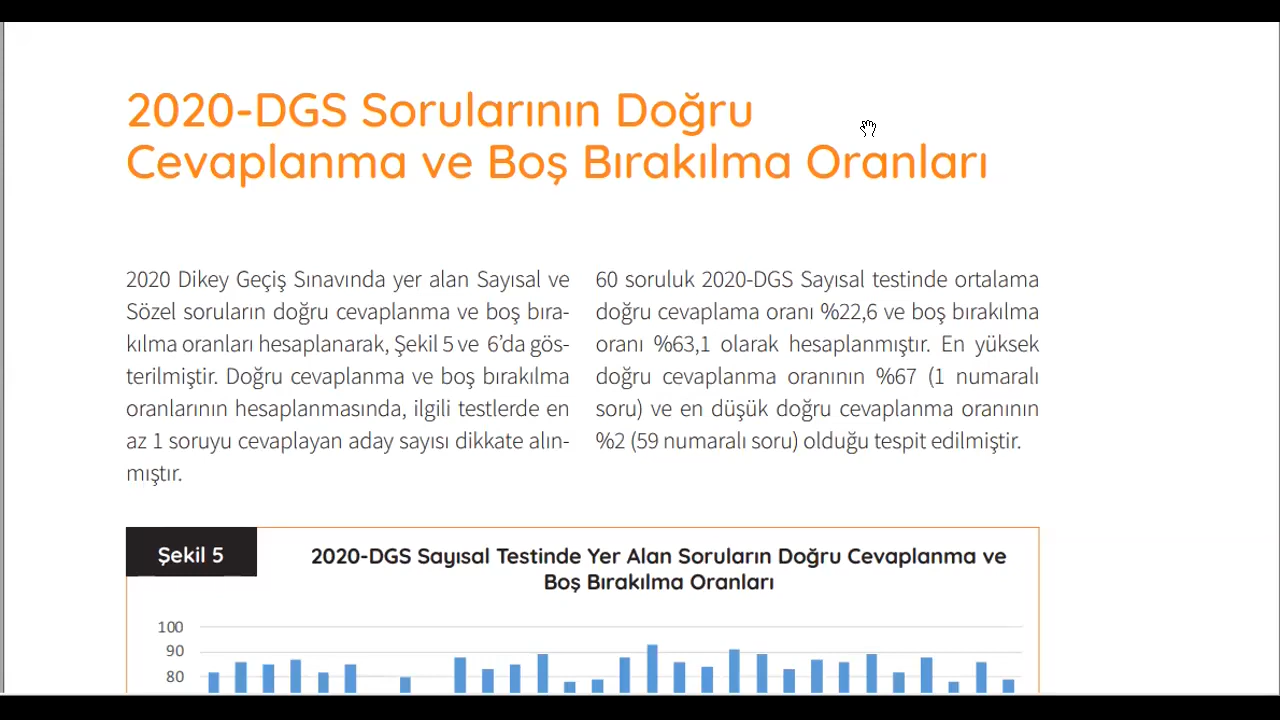 2020-DGS Sorularının Doğru
Cevaplanma ve Boş Bırakılma Oranları
2020 Dikey Geçiş Sınavında yer alan Sayısal ve
Sözel soruların doğru cevaplanma ve boş bıra-
kılma oranları hesaplanarak, Şekil 5 ve 6’da gös-
terilmiştir. Doğru cevaplanma ve boş bırakılma
oranlarının hesaplanmasında, ilgili testlerde en
az 1 soruyu cevaplayan aday sayısı dikkate alın-
mıştır.
60 soruluk 2020-DGS Sayısal testinde ortalama
doğru cevaplama oranı %22,6 ve boş bırakılma
oranı %63,1 olarak hesaplanmıştır. En yüksek
doğru cevaplanma oranının %67 (1 numaralı
soru) ve en düşük doğru cevaplanma oranının
%2 (59 numaralı soru) olduğu tespit edilmiştir.
Şekil 5
2020-DGS Sayısal Testinde Yer Alan Soruların Doğru Cevaplanma ve
Boş Bırakılma Oranları
100
90
80